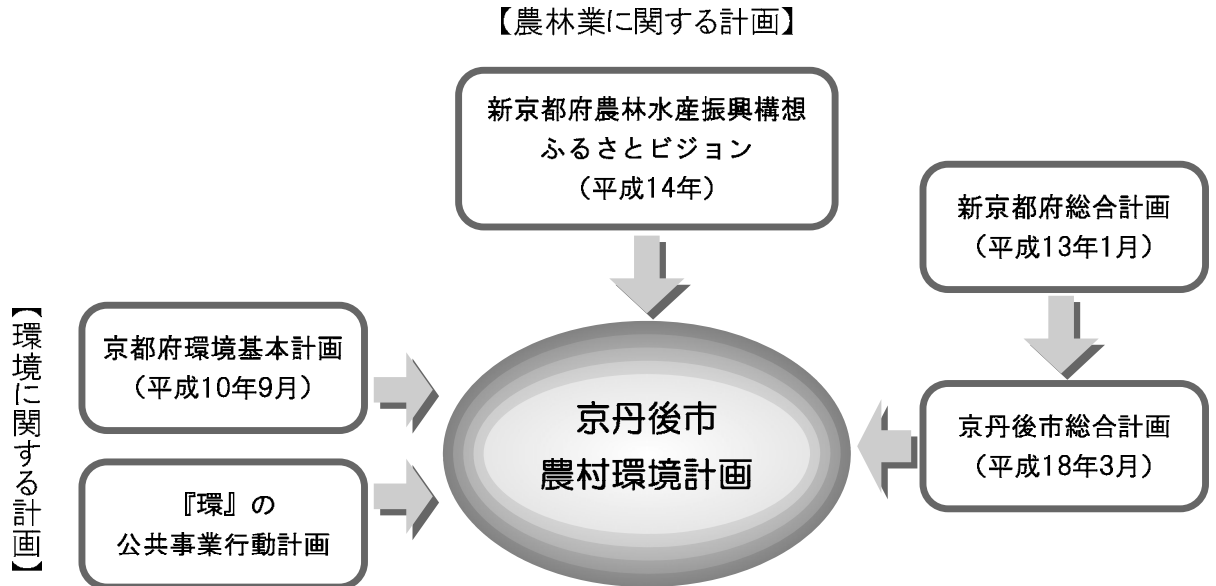 【農林業に関する計画】
新京都府農林水産振興構想
ふるさとビジョン
（平成14年）
新京都府総合計画
（平成13年1月）
【環境に関する計画】
京都府環境基本計画
（平成10年9月）
『環』の
公共事業行動計画
京丹後市
農村環境計画
京丹後市総合計画
（平成18年3月）